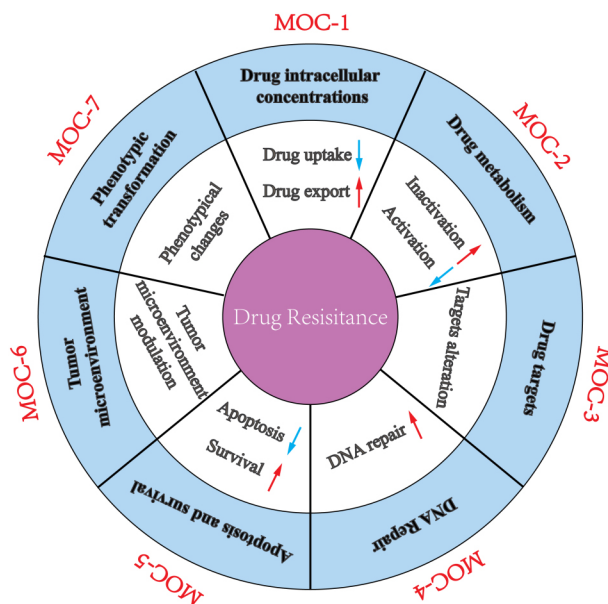 MOC-1
Drug intracellular
concentrations
Drug uptake
Drug export
MOC-2
Drug metabolism
Inactivation
Activation
MOC-3
Drug targets
Targets alteration
MOC-4
DNA Repair
DNA repair
MOC-5
Apoptosis and survival
Apoptosis
Survival
MOC-6
Tumor
microenvironment
Tumor
microenvironment
modulation
MOC-7
Phenotypic
transformation
Phenotypical
changes
Drug Resisitance